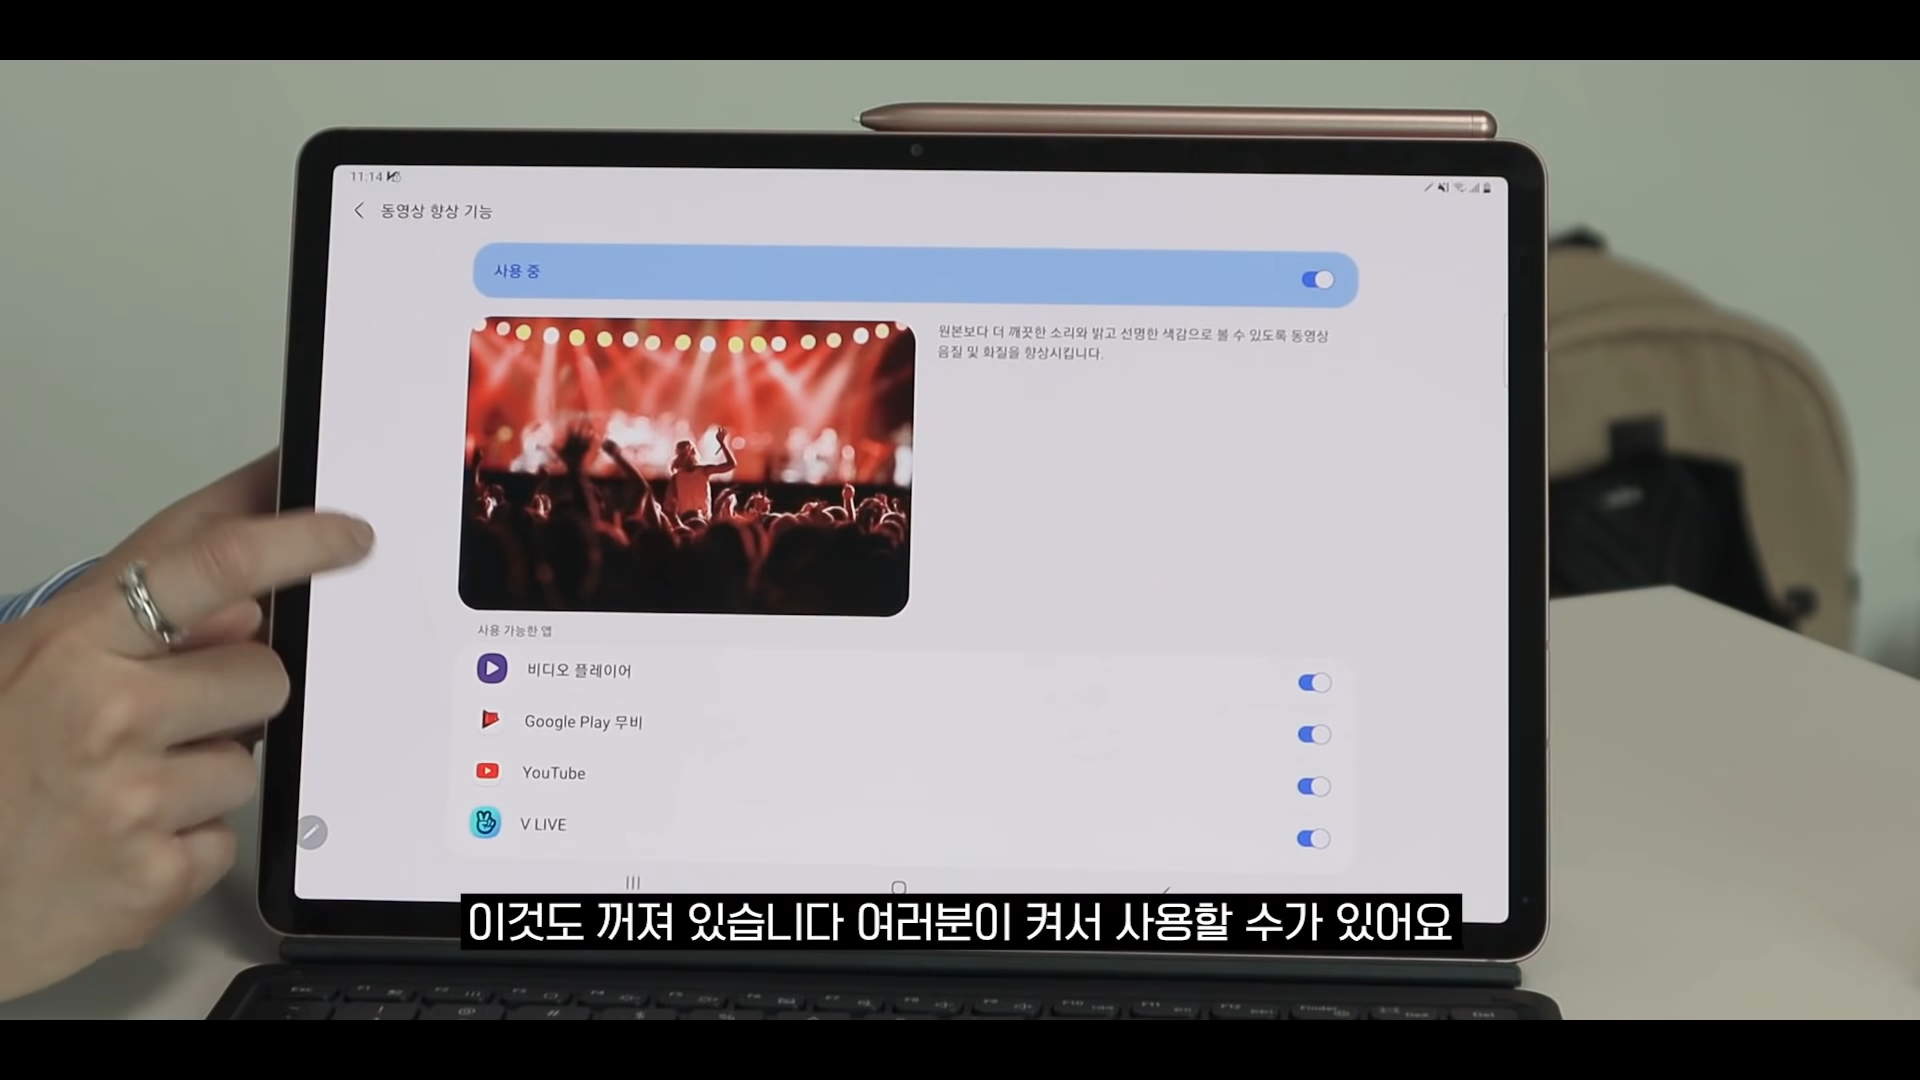 11:14
동영상 향상 기능
사용 중
원본보다 더 깨끗한 소리와 밝고 선명한 색감으로 볼 수 있도록 동영상
음질 및 화질을 향상시킵니다.
사용 가능한 앱
비디오 플레이어
Google Play 무비
YouTube
V LIVE
이것도 꺼져 있습니다 여러분이 켜서 사용할 수가 있어요